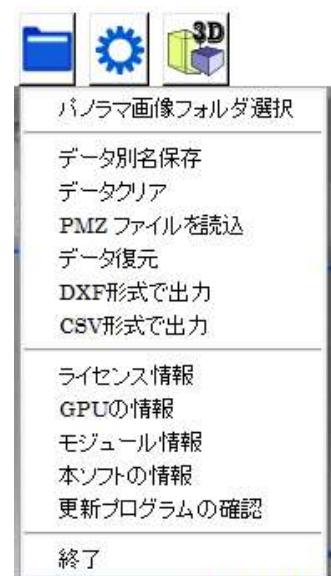 3D
パノラマ画像フォルダ選択
データ別名保存
データクリア
PMZ ファイルを読込
データ復元
DXF形式で出力
CSV形式で出力
ライセンス情報
GPUの情報
モジュール情報
本ソフトの情報
更新プログラムの確認
終了